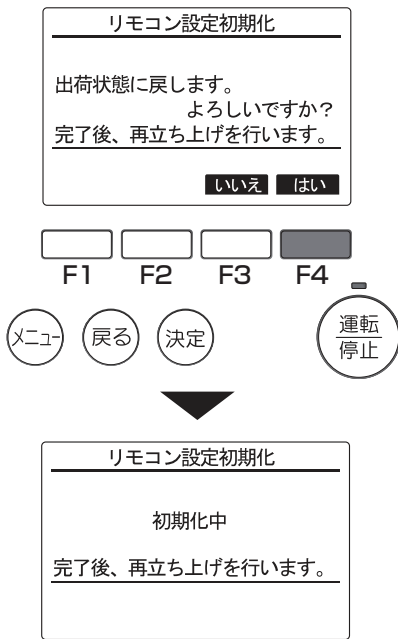 リモコン設定初期化
出荷状態に戻します。
よろしいですか?
完了後、再立ち上げを行います。
いいえ はい
F1 F2 F3 F4
メニュー 戻る 決定 運転
停止
リモコン設定初期化
初期化中
完了後、再立ち上げを行います。